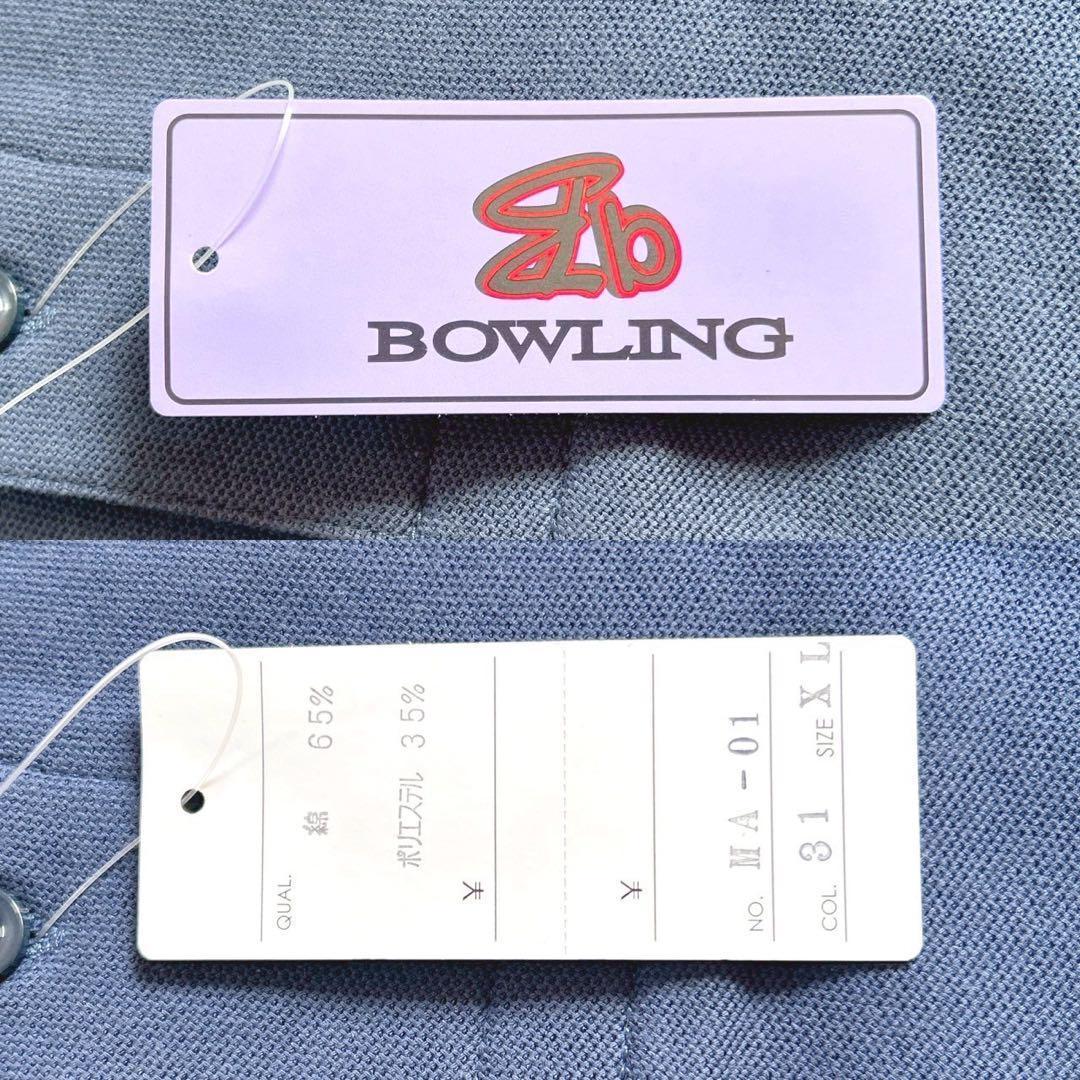 BOWLING
QUAL.
綿 65%
ポリエステル 35%
¥
¥
NO. MA-01
COL. 31 SIZE XL